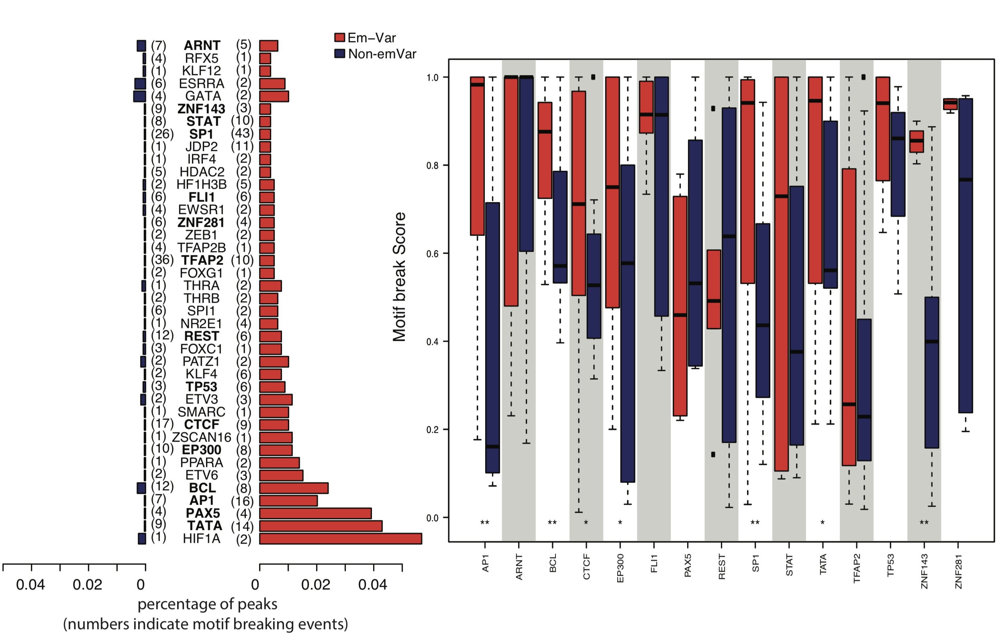 Em-Var
Non-emVar
(7) ARNT (5)
(4) RFX5 (1)
(1) KLF12 (1)
(6) ESRRA (2)
(4) GATA (2)
(9) ZNF143 (3)
(8) STAT (10)
(26) SP1 (43)
(1) JDP2 (11)
(1) IRF4 (2)
(5) HDAC2 (2)
(2) HF1H3B (5)
(6) FLI1 (6)
(4) EWSR1 (2)
(6) ZNF281 (4)
(2) ZEB1 (2)
(4) TFAP2B (1)
(36) TFAP2 (10)
(2) FOXG1 (1)
(1) THRA (2)
(2) THRB (2)
(6) SPI1 (2)
(1) NR2E1 (4)
(12) REST (6)
(3) FOXC1 (1)
(2) PATZ1 (2)
(2) KLF4 (6)
(3) TP53 (6)
(2) ETV3 (3)
(1) SMARC (1)
(17) CTCF (9)
(1) ZSCAN16 (1)
(10) EP300 (8)
(1) PPARA (2)
(2) ETV6 (3)
(12) BCL (8)
(7) AP1 (16)
(4) PAX5 (4)
(9) TATA (14)
(1) HIF1A (2)
0.04 0.02 0 0 0.02 0.04
percentage of peaks
(numbers indicate motif breaking events)
Motif break Score
1.0
0.8
0.6
0.4
0.2
0.0
** ** * * ** * **
AP1
ARNT
BCL
CTCF
EP300
FLI1
PAX5
REST
SP1
STAT
TATA
TFAP2
TP53
ZNF143
ZNF281